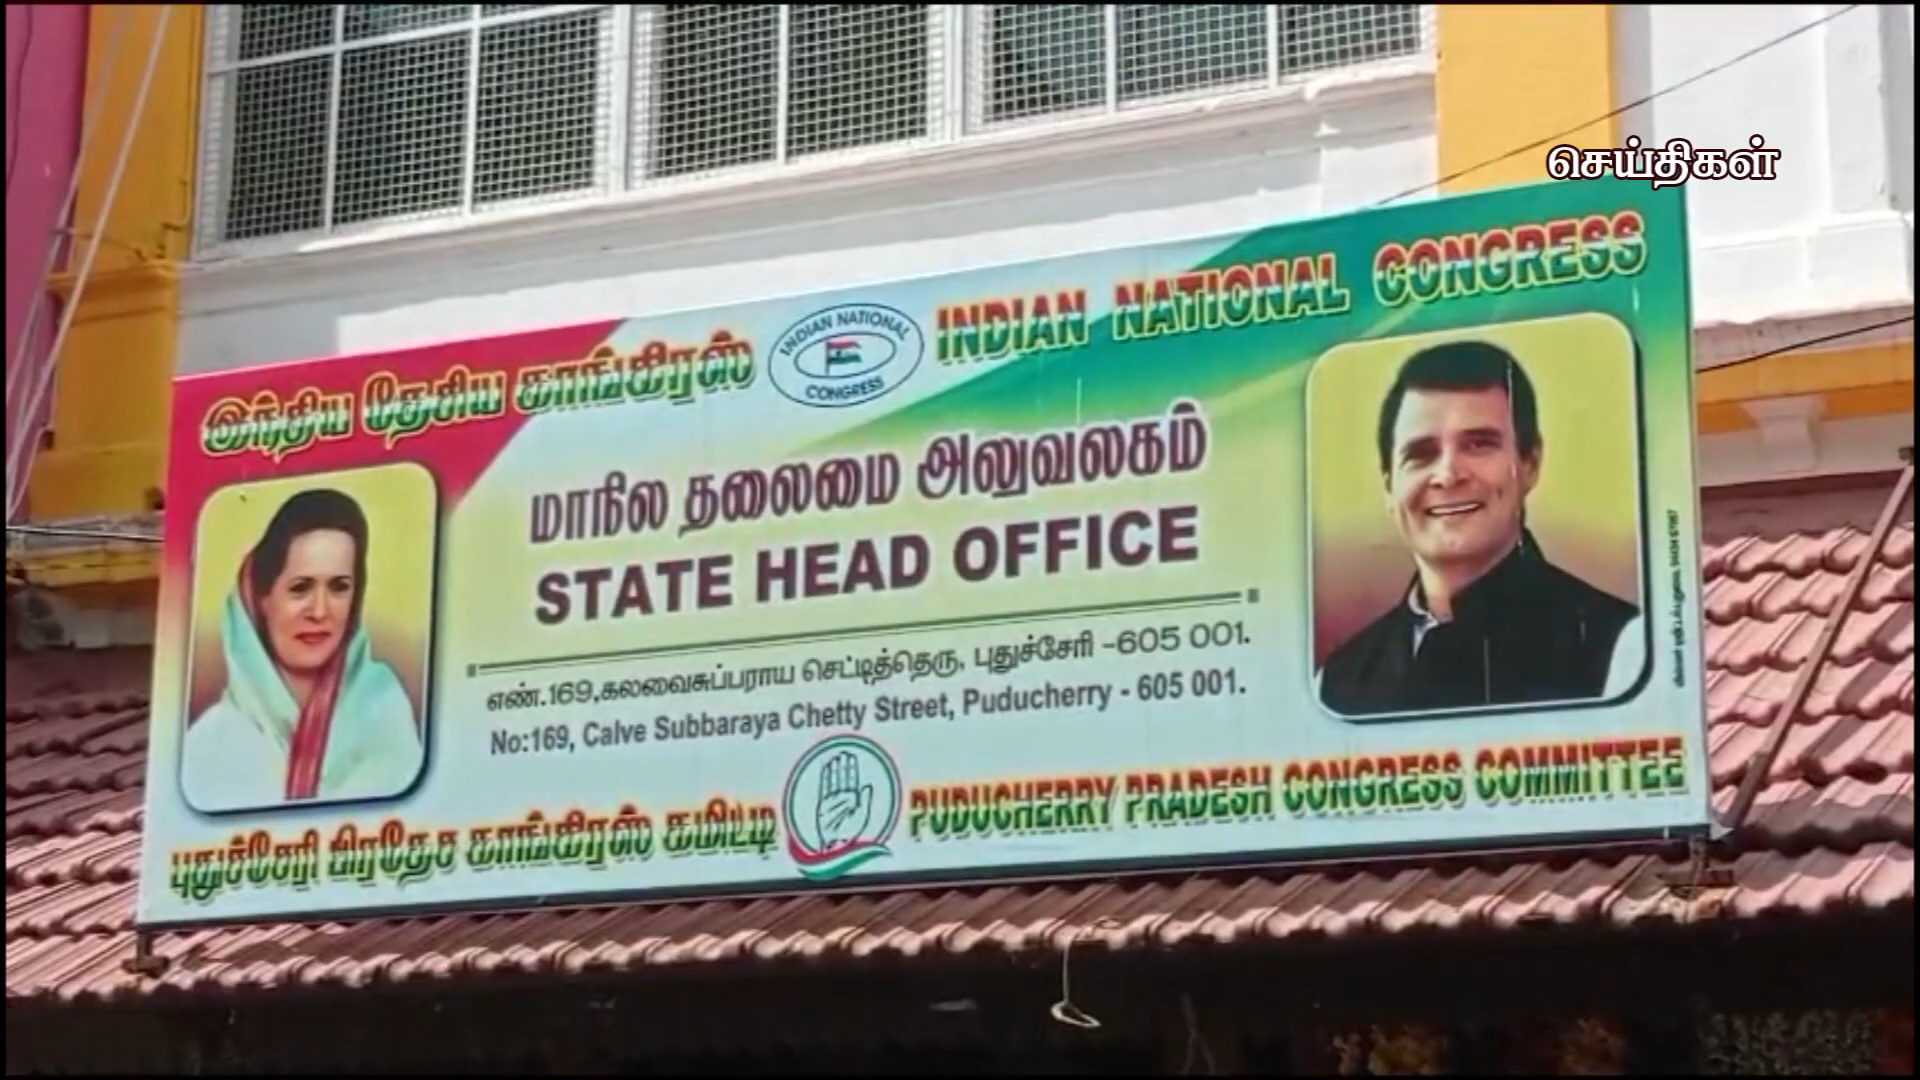 செய்திகள்
இந்திய தேசிய காங்கிரஸ்
INDIAN NATIONAL CONGRESS
INDIAN NATIONAL CONGRESS
மாநில தலைமை அலுவலகம்
STATE HEAD OFFICE
எண்.169,கலவைசுப்பராய செட்டித்தெரு, புதுச்சேரி -605 001.
No:169, Calve Subbaraya Chetty Street, Puducherry - 605 001.
புதுச்சேரி பிரதேச காங்கிரஸ் கமிட்டி
PUDUCHERRY PRADESH CONGRESS COMMITTEE